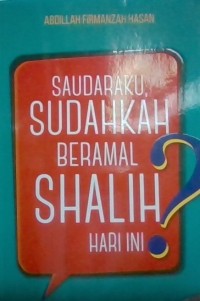 ABDILLAH FIRMANZAH HASAN
SAUDARAKU,
SUDAHKAH
BERAMAL
SHALIH
HARI INI ?